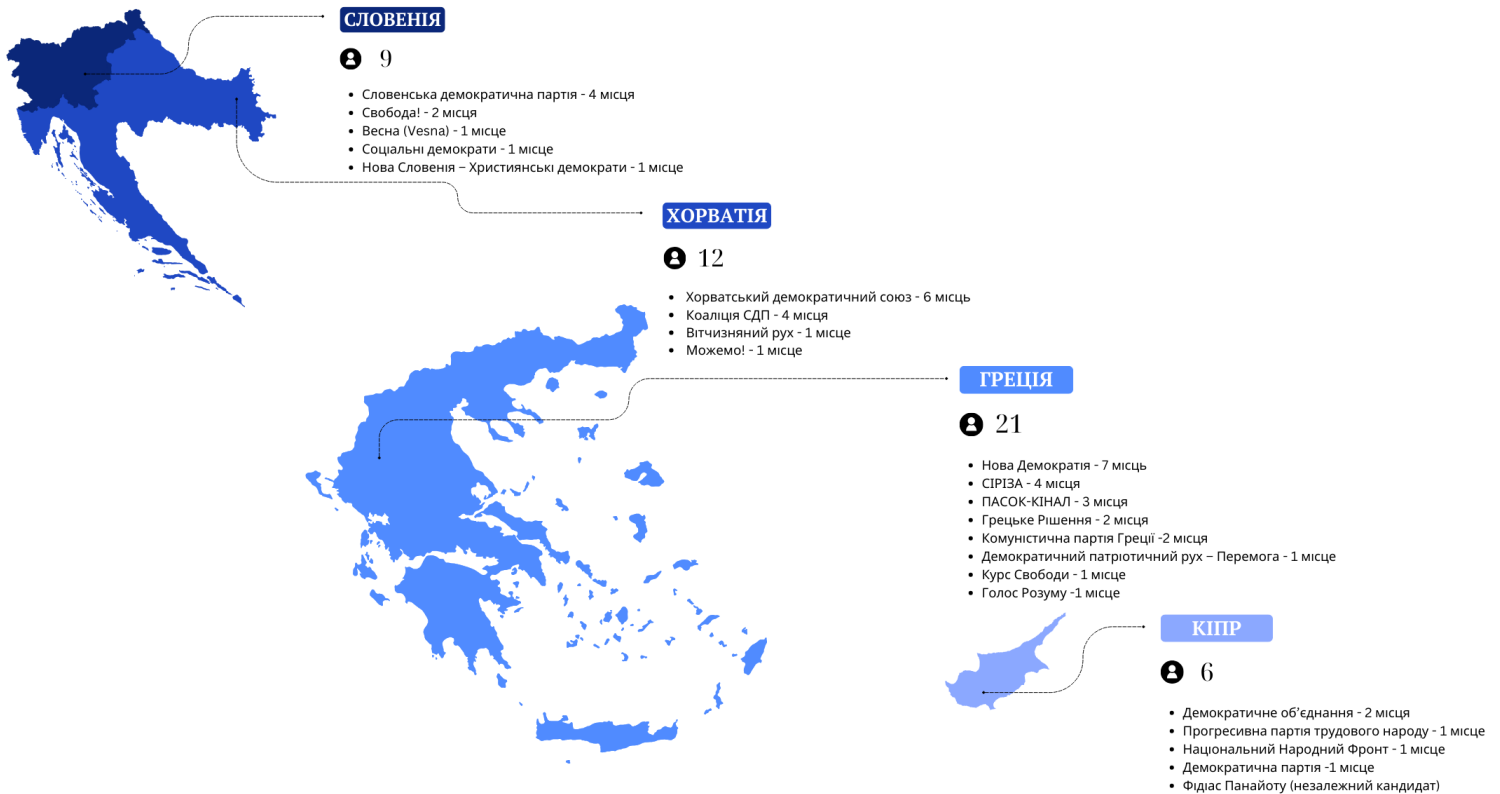 СЛОВЕНІЯ
9
Словенська демократична партія - 4 місця
Свобода! - 2 місця
Весна (Vesna) - 1 місце
Соціальні демократи - 1 місце
Нова Словенія – Християнські демократи - 1 місце
ХОРВАТІЯ
12
Хорватський демократичний союз - 6 місць
Коаліція СДП - 4 місця
Вітчизняний рух - 1 місце
Можемо! - 1 місце
ГРЕЦІЯ
21
Нова Демократія - 7 місць
СІРІЗА - 4 місця
ПАСОК-КІНАЛ - 3 місця
Грецьке Рішення - 2 місця
Комуністична партія Греції -2 місця
Демократичний патріотичний рух – Перемога - 1 місце
Курс Свободи - 1 місце
Голос Розуму -1 місце
КІПР
6
Демократичне об’єднання - 2 місця
Прогресивна партія трудового народу - 1 місце
Національний Народний Фронт - 1 місце
Демократична партія -1 місце
Фідіас Панайоту (незалежний кандидат)